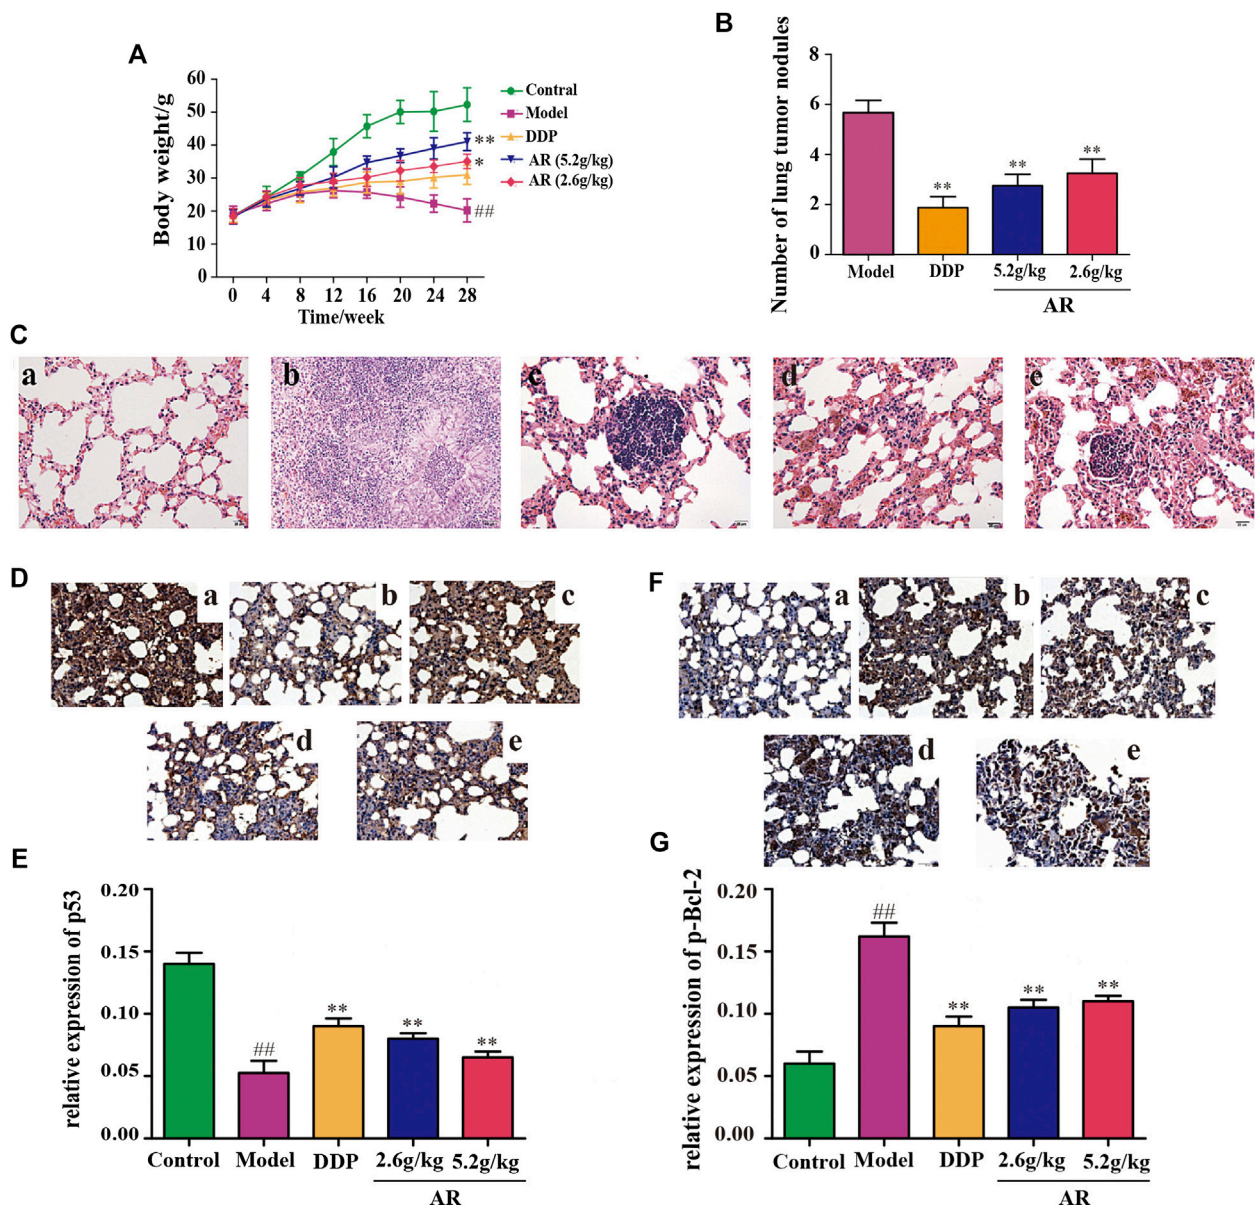 A
Body weight/g
60
50
40
30
20
10
0
0 4 8 12 16 20 24 28
Time/week
**
*
##
Contral
Model
DDP
AR (5.2g/kg)
AR (2.6g/kg)
B
Number of lung tumor nodules
8
6
4
2
0
** ** **
Model DDP 5.2g/kg 2.6g/kg
AR
C
a b c d e
D
a b c
d e
F
a b c
d e
E
relative expression of p53
0.20
0.15
0.10
0.05
0.00
## ** ** **
Control Model DDP 2.6g/kg 5.2g/kg
AR
G
relative expression of p-Bcl-2
0.20
0.15
0.10
0.05
0.00
## ** ** **
Control Model DDP 2.6g/kg 5.2g/kg
AR